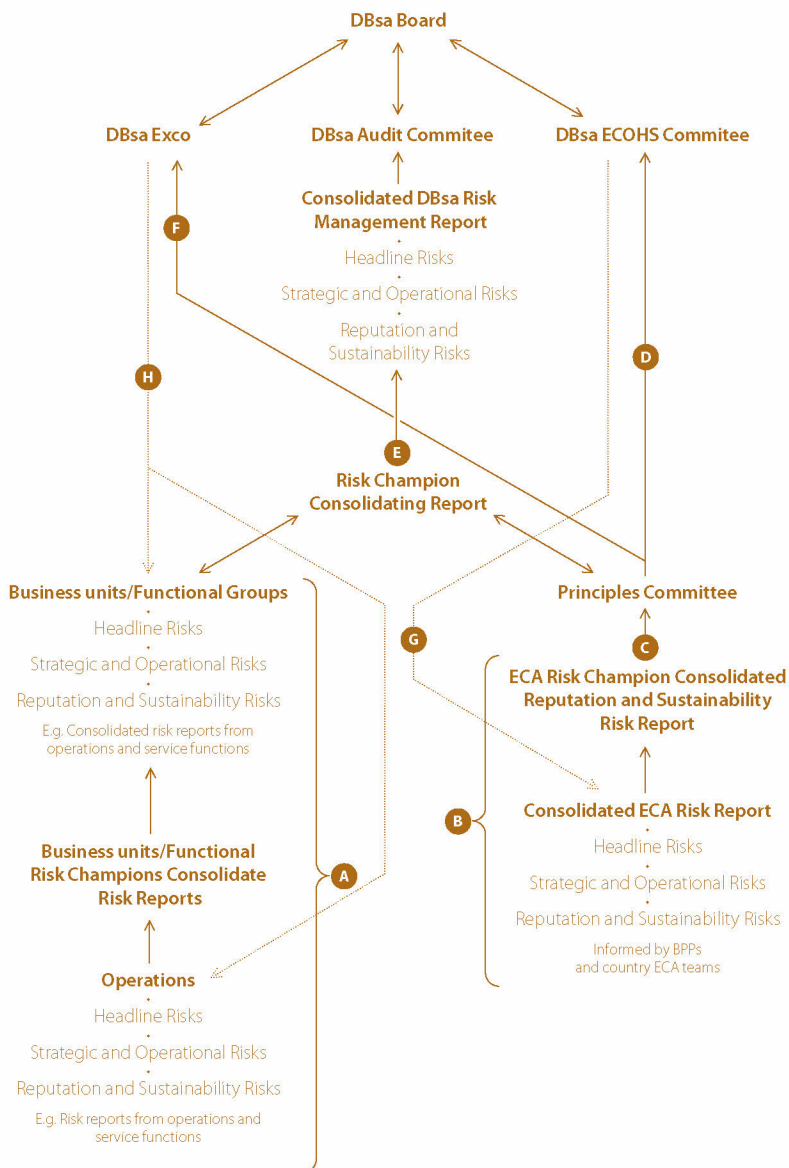 DBsa Board
DBsa Exco
DBsa Audit Commitee
DBsa ECOHS Commitee
Consolidated DBsa Risk
Management Report
Headline Risks
Strategic and Operational Risks
Reputation and
Sustainability Risks
F
D
H
E
Risk Champion
Consolidating Report
Business units/Functional Groups
Headline Risks
Strategic and Operational Risks
Reputation and Sustainability Risks
E.g. Consolidated risk reports from
operations and service functions
Principles Committee
G
C
ECA Risk Champion Consolidated
Reputation and Sustainability
Risk Report
Consolidated ECA Risk Report
Headline Risks
Strategic and Operational Risks
Reputation and Sustainability Risks
Informed by BPPs
and country ECA teams
B
Business units/Functional
Risk Champions Consolidate
Risk Reports
A
Operations
Headline Risks
Strategic and Operational Risks
Reputation and Sustainability Risks
E.g. Risk reports from operations and
service functions